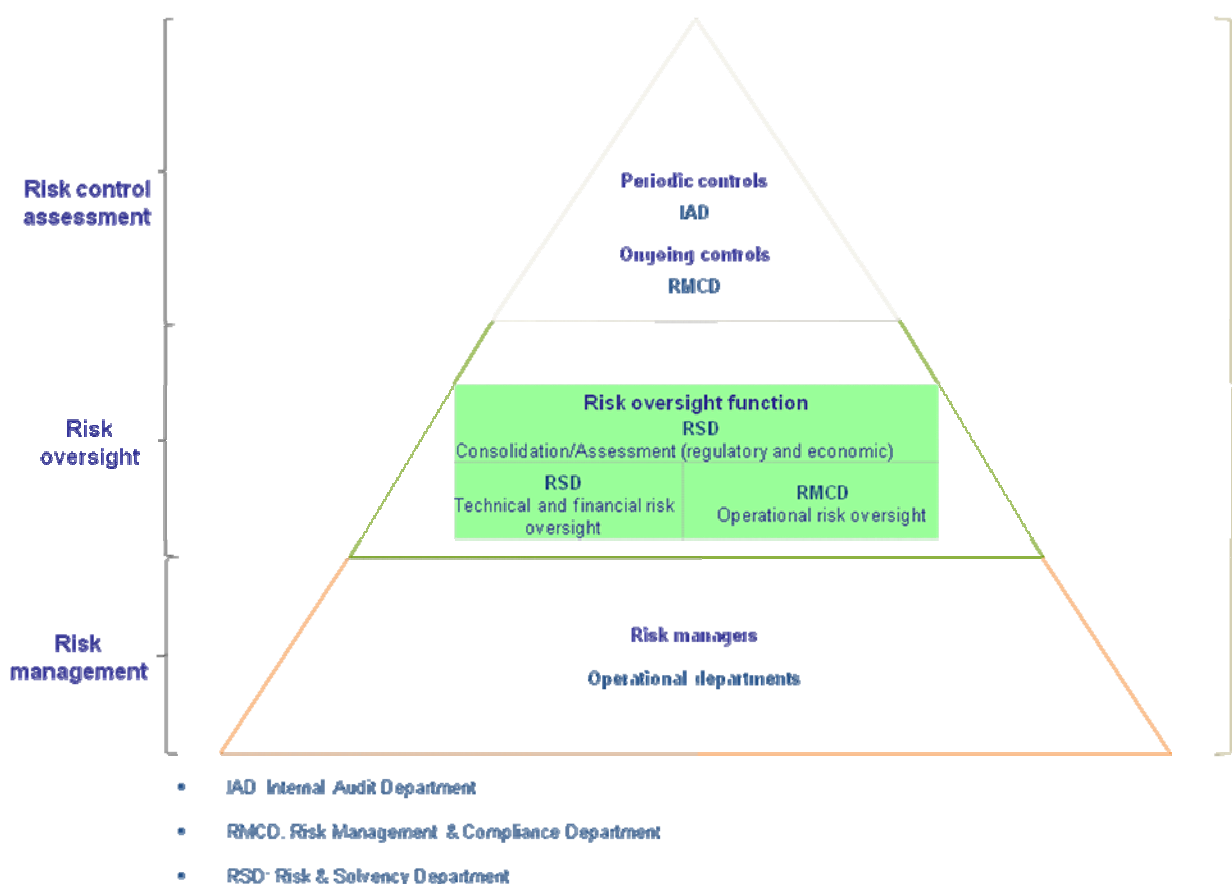 Risk control
assessment
Periodic controls
IAD
Ongoing controls
RMCD
Risk
oversight
Risk oversight function
RSD
Consolidation/Assessment (regulatory and economic)
RSD
Technical and financial risk
oversight
RMCD
Operational risk oversight
Risk
management
Risk managers
Operational departments
• IAD Internal Audit Department
• RMCD. Risk Management & Compliance Department
• RSD: Risk & Solvency Department